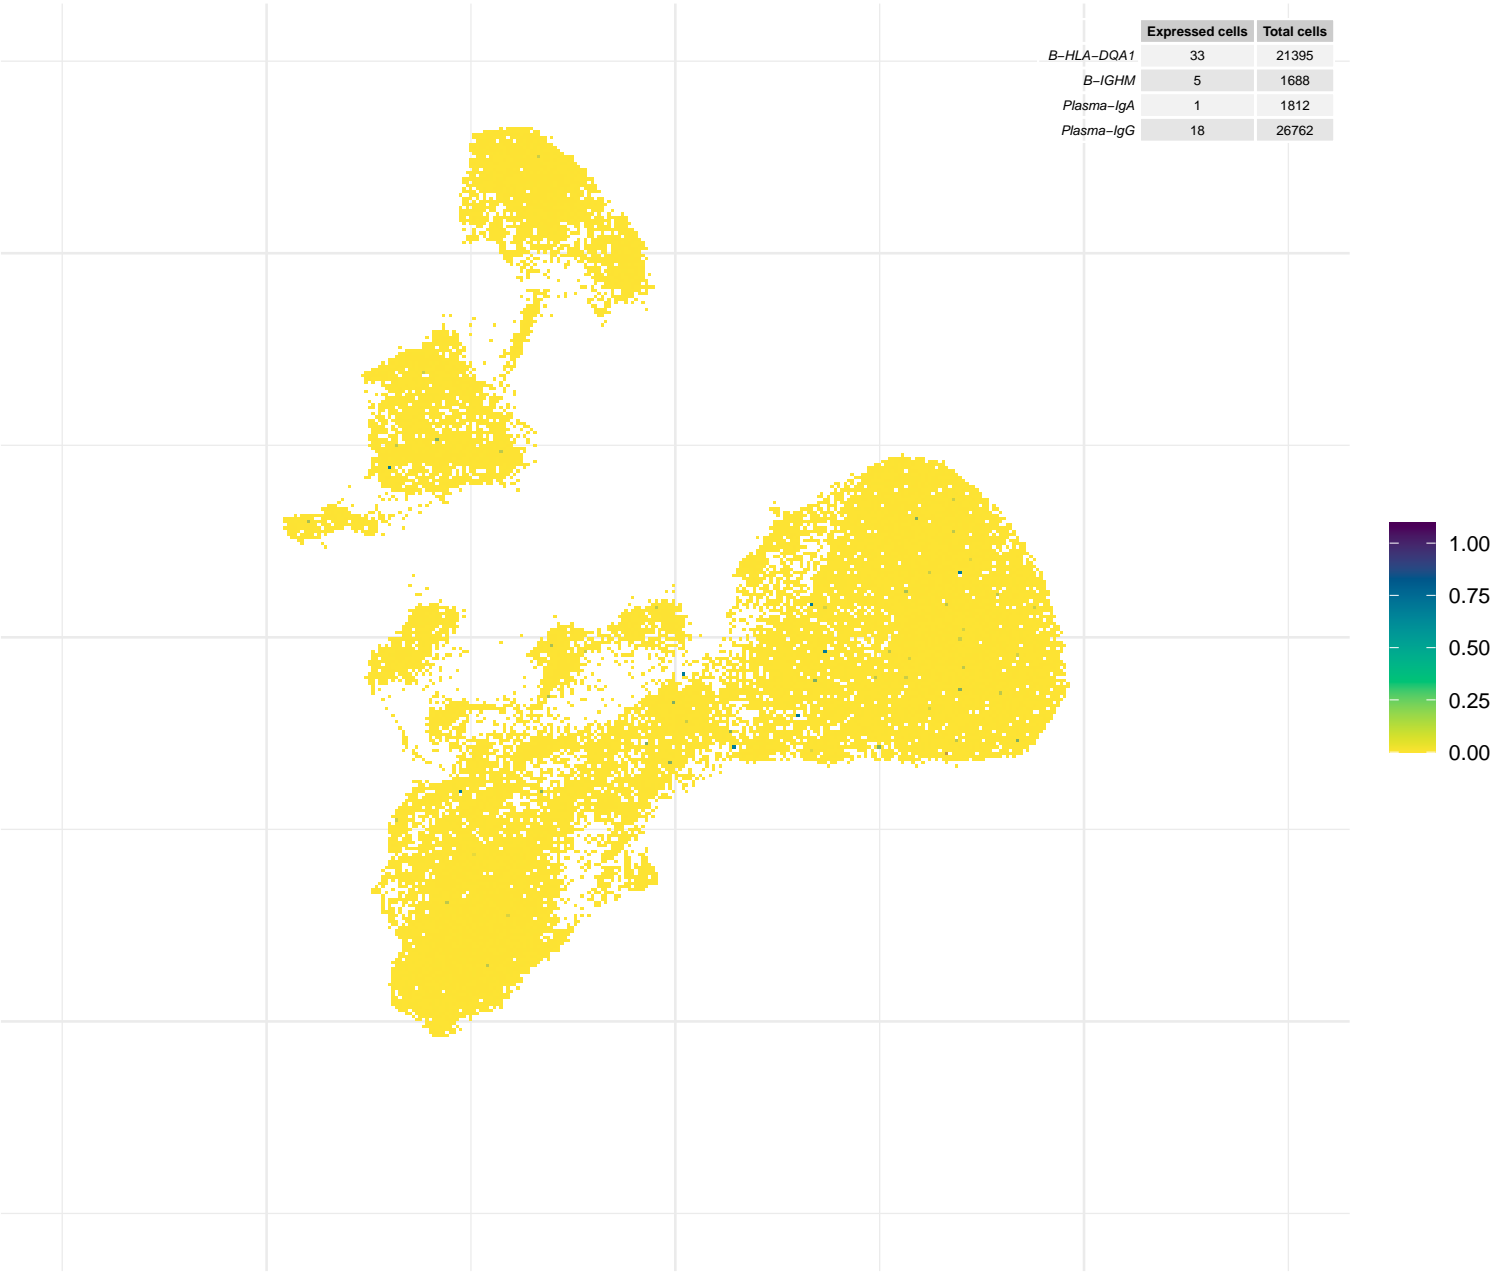 Expressed cells Total cells
B−HLA−DQA1 33 21395
B−IGHM 5 1688
Plasma−IgA 1 1812
Plasma−IgG 18 26762
1.00
0.75
0.50
0.25
0.00